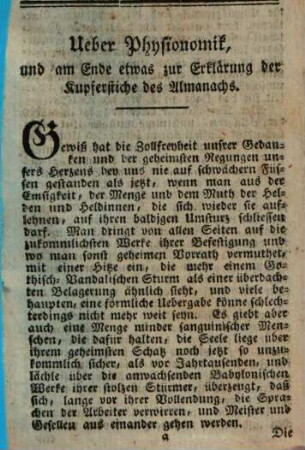 Ueber Physionomik,
und am Ende etwas zur Erklärung der
Kupferstiche des Almanachs.
Gewiß hat die Zollfreyheit unsrer Gedan-
ken und der geheimsten Regungen un-
sers Herzens bey uns nie auf schwächern Füs-
sen gestanden als jetzt, wenn man aus der
Emsigkeit, der Menge und dem Muth der Hel-
den und Heldinnen, die sich wieder sie auf-
lehnen, auf ihren baldigen Umsturz schliessen
darf. Man dringt von allen Seiten auf die
zukommlichsten Werke ihrer Befestigung und
wo man sonst geheimen Vorrath vermuthet,
mit einer Hitze ein, die mehr einem Go-
thisch-Vandalischen Sturm als einer überdach-
ten Belagerung ähnlich sieht, und viele be-
haupten, eine förmliche Uebergabe könne schlech-
terdings nicht mehr weit seyn. Es giebt aber
auch eine Menge minder sanguinischer Men-
schen, die dafür halten, die Seele liege über
ihrem geheimsten Schatz noch jetzt so unzu-
kommlich sicher, als vor Jahrtausenden, und
lächle über die anwachsenden Babylonischen
Werke ihrer stolzen Stürmer, überzeugt, daß
sich, lange vor ihrer Vollendung, die Spra-
chen der Arbeiter verwirren, und Meister und
Gesellen aus einander gehen werden.
a Die